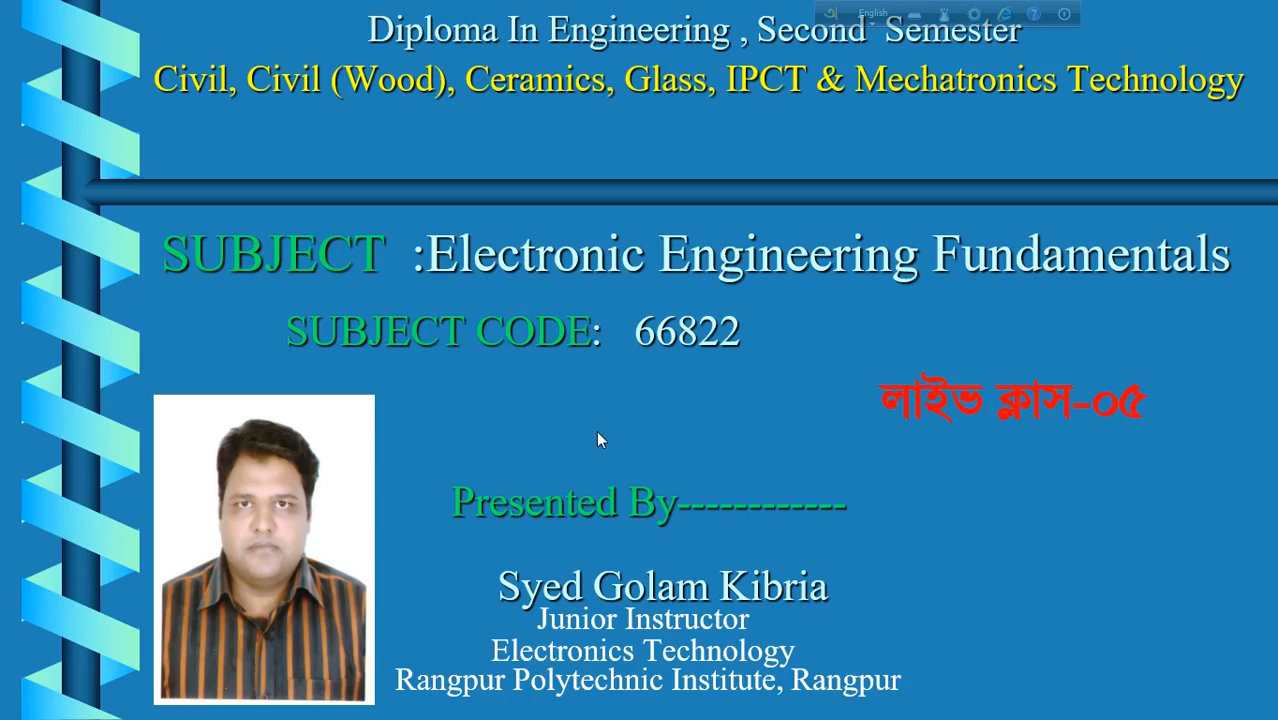 English
Diploma In Engineering , Second Semester
Civil, Civil (Wood), Ceramics, Glass, IPCT & Mechatronics Technology
SUBJECT :Electronic Engineering Fundamentals
SUBJECT CODE: 66822
লাইভ ক্লাস-০৫
Presented By------------
Syed Golam Kibria
Junior Instructor
Electronics Technology
Rangpur Polytechnic Institute, Rangpur